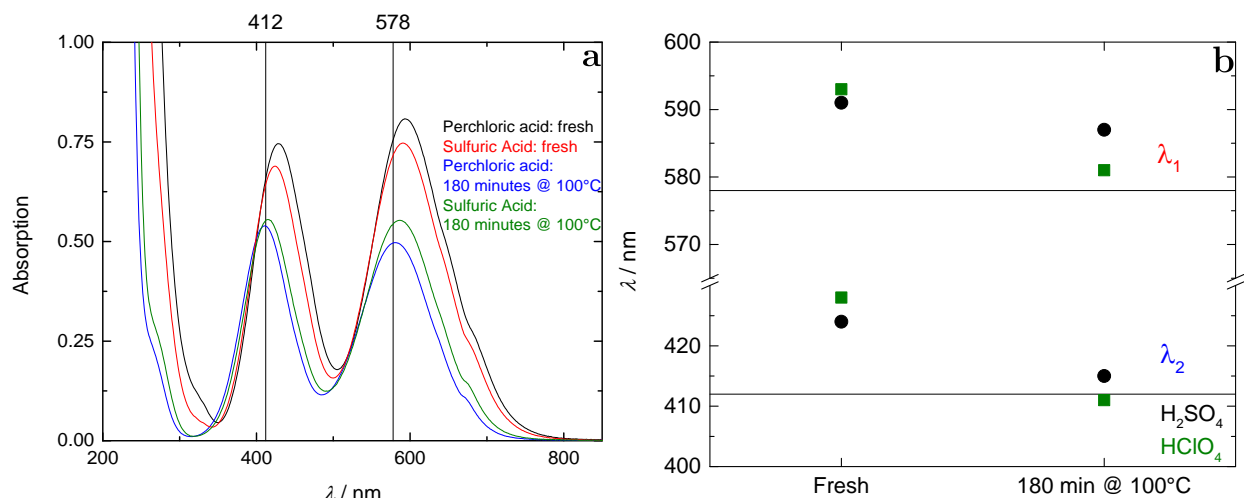 412
578
1.00
0.75
0.50
0.25
0.00
Absorption
a
Perchloric acid: fresh
Sulfuric Acid: fresh
Perchloric acid:
180 minutes @ 100°C
Sulfuric Acid:
180 minutes @ 100°C
200
400
600
800
λ / nm
600
590
580
570
420
410
400
λ / nm
b
λ1
λ2
H2SO4
HClO4
Fresh
180 min @ 100°C